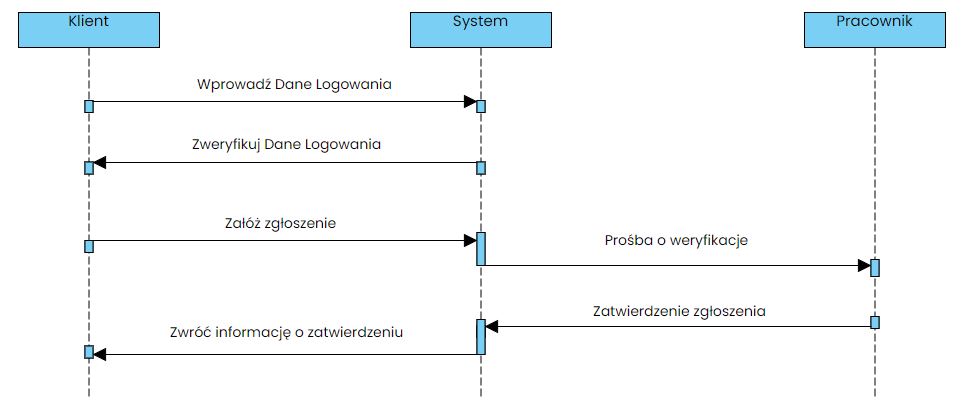 Klient
System
Pracownik
Wprowadź Dane Logowania
Zweryfikuj Dane Logowania
Załóż zgłoszenie
Prośba o weryfikacje
Zatwierdzenie zgłoszenia
Zwróć informację o zatwierdzeniu